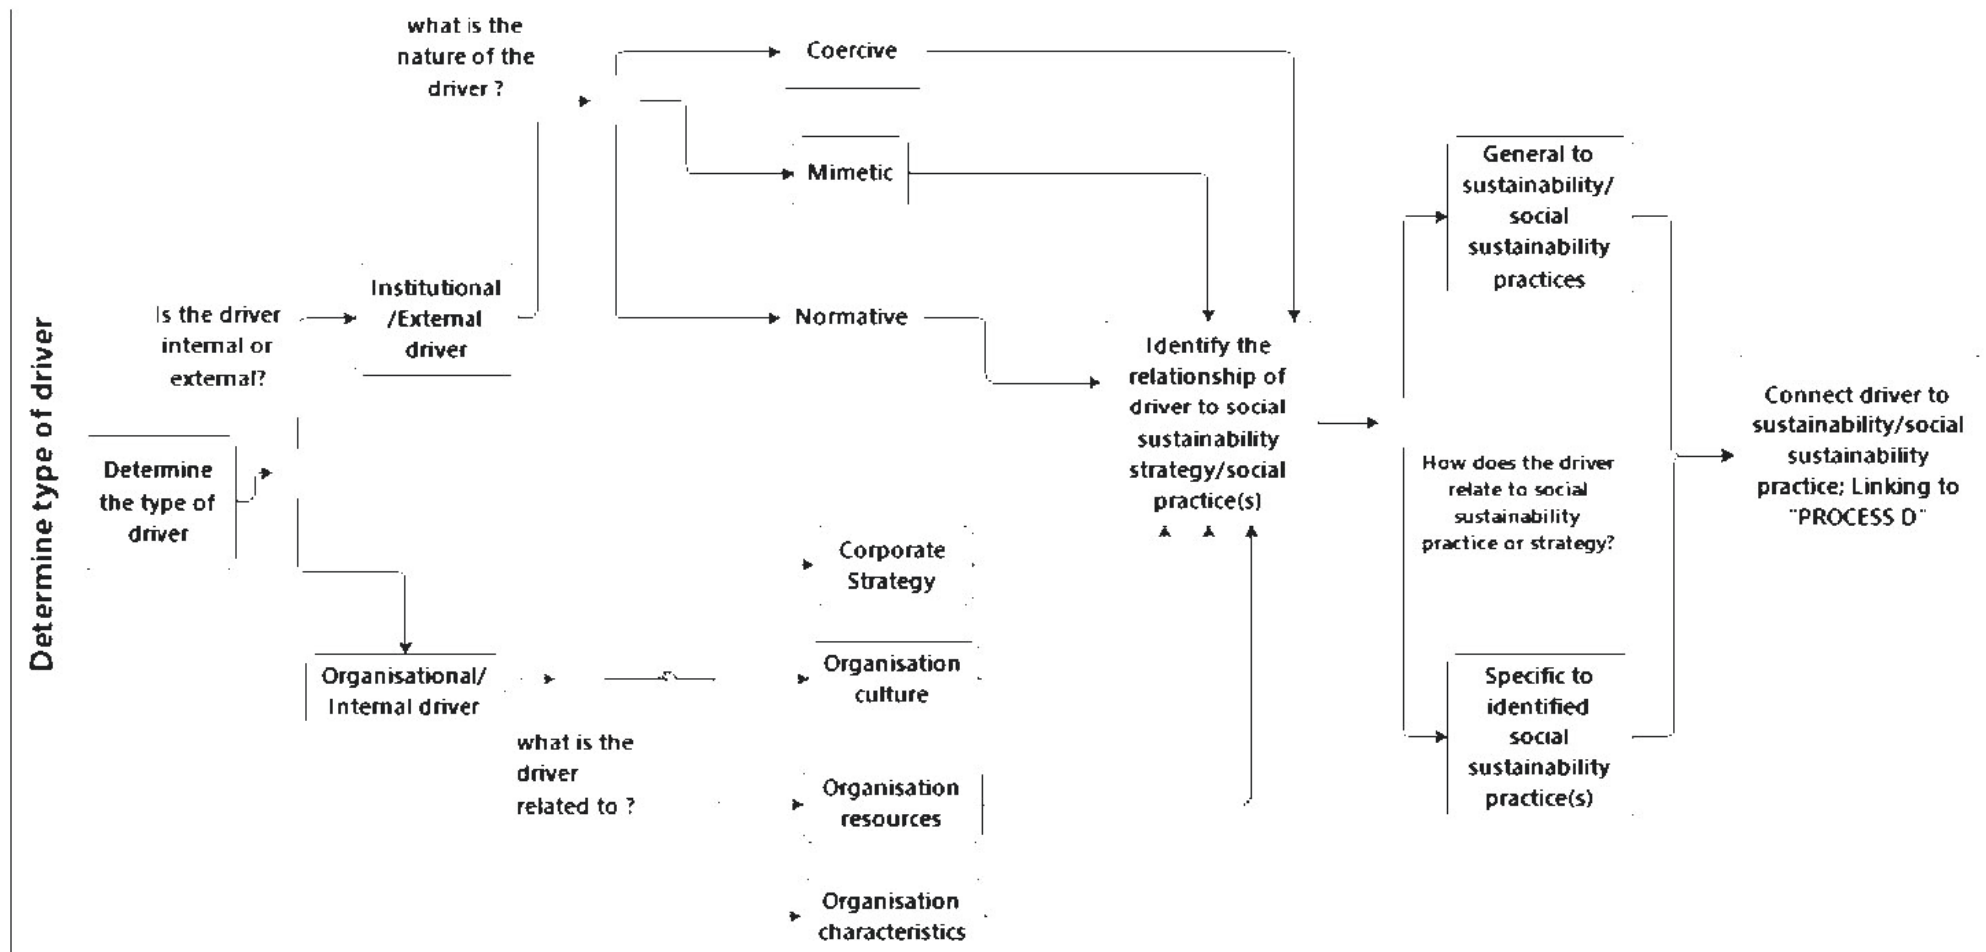 Determine type of driver
Determine
the type of
driver
Is the driver
internal or
external?
Institutional
/External
driver
what is the
nature of the
driver ?
Coercive
Mimetic
Normative
Organisational/
Internal driver
what is the
driver
related to ?
Corporate
Strategy
Organisation
culture
Organisation
resources
Organisation
characteristics
Identify the
relationship of
driver to social
sustainability
strategy/social
practice(s)
How does the driver
relate to social
sustainability
practice or strategy?
General to
sustainability/
social
sustainability
practices
Specific to
identified
social
sustainability
practice(s)
Connect driver to
sustainability/social
sustainability
practice; Linking to
"PROCESS D"